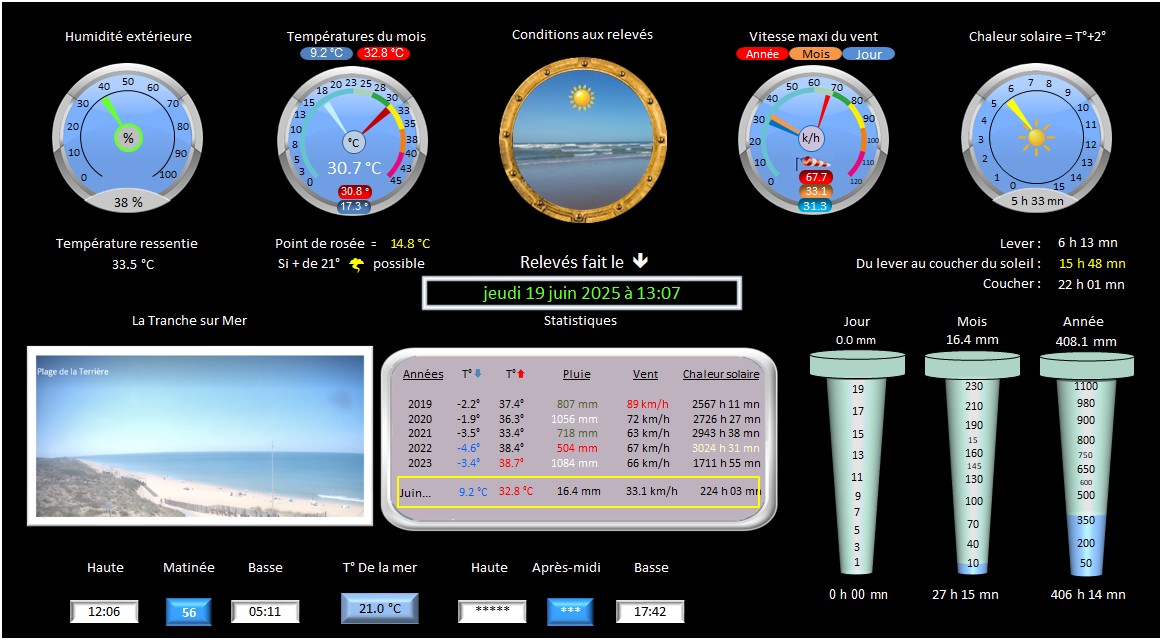 Humidité extérieure
Températures du mois
Conditions aux relevés
Vitesse maxi du vent
Chaleur solaire = T°+2°
9.2 °C 32.8 °C
Année Mois Jour
0 10 20 30 40 50 60 70 80 90 100
%
38 %
0 3 5 8 10 13 15 18 20 23 25 28 30 33 35 38 40 43 45
°C
30.7 °C
30.8 °
17.3 °
0 10 20 30 40 50 60 70 80 90 100 110 120
k/h
67.7
33.1
31.3
0 1 2 3 4 5 6 7 8 9 10 11 12 13 14 15
5 h 33 mn
Température ressentie
33.5 °C
Point de rosée = 14.8 °C
Si + de 21° possible
Relevés fait le
jeudi 19 juin 2025 à 13:07
Lever : 6 h 13 mn
Du lever au coucher du soleil : 15 h 48 mn
Coucher : 22 h 01 mn
La Tranche sur Mer
Plage de la Terrière
Statistiques
Années T° T° Pluie Vent Chaleur solaire
2019 -2.2° 37.4° 807 mm 89 km/h 2567 h 11 mn
2020 -1.9° 36.3° 1056 mm 72 km/h 2726 h 27 mn
2021 -3.5° 33.4° 718 mm 63 km/h 2943 h 38 mn
2022 -4.6° 38.4° 504 mm 67 km/h 3024 h 31 mn
2023 -3.4° 38.7° 1084 mm 66 km/h 1711 h 55 mn
Juin... 9.2 °C 32.8 °C 16.4 mm 33.1 km/h 224 h 03 mn
Jour
0.0 mm
19
17
15
13
11
9
7
5
3
1
0 h 00 mn
Mois
16.4 mm
230
210
190
15
160
145
130
100
70
40
10
27 h 15 mn
Année
408.1 mm
1100
980
900
800
750
650
600
500
350
200
50
406 h 14 mn
Haute Matinée Basse
12:06 56 05:11
T° De la mer
21.0 °C
Haute Après-midi Basse
***** *** 17:42